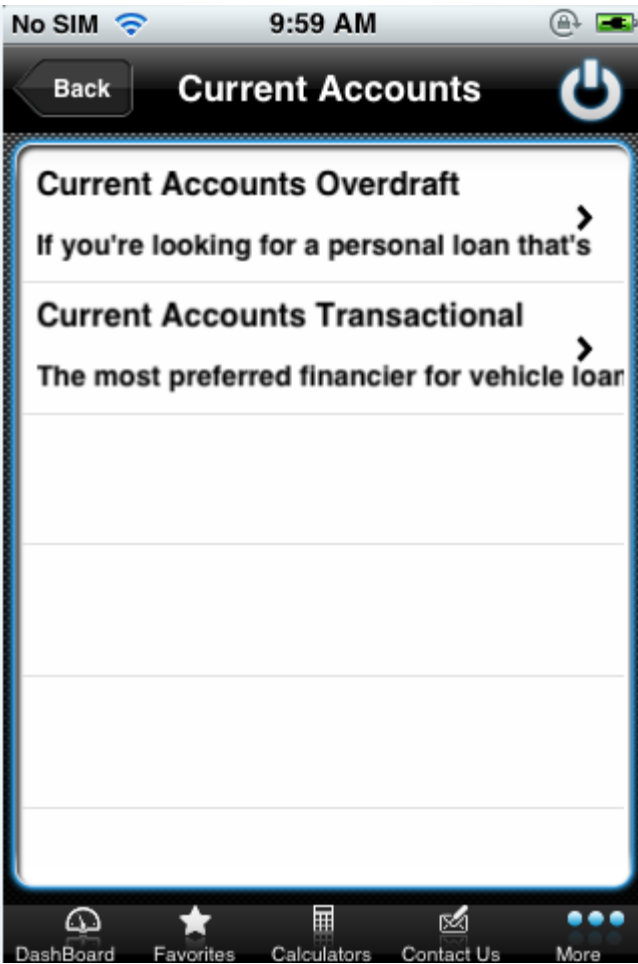 No SIM 9:59 AM
Back Current Accounts
Current Accounts Overdraft
If you're looking for a personal loan that's
Current Accounts Transactional
The most preferred financier for vehicle loan
DashBoard Favorites Calculators Contact Us More